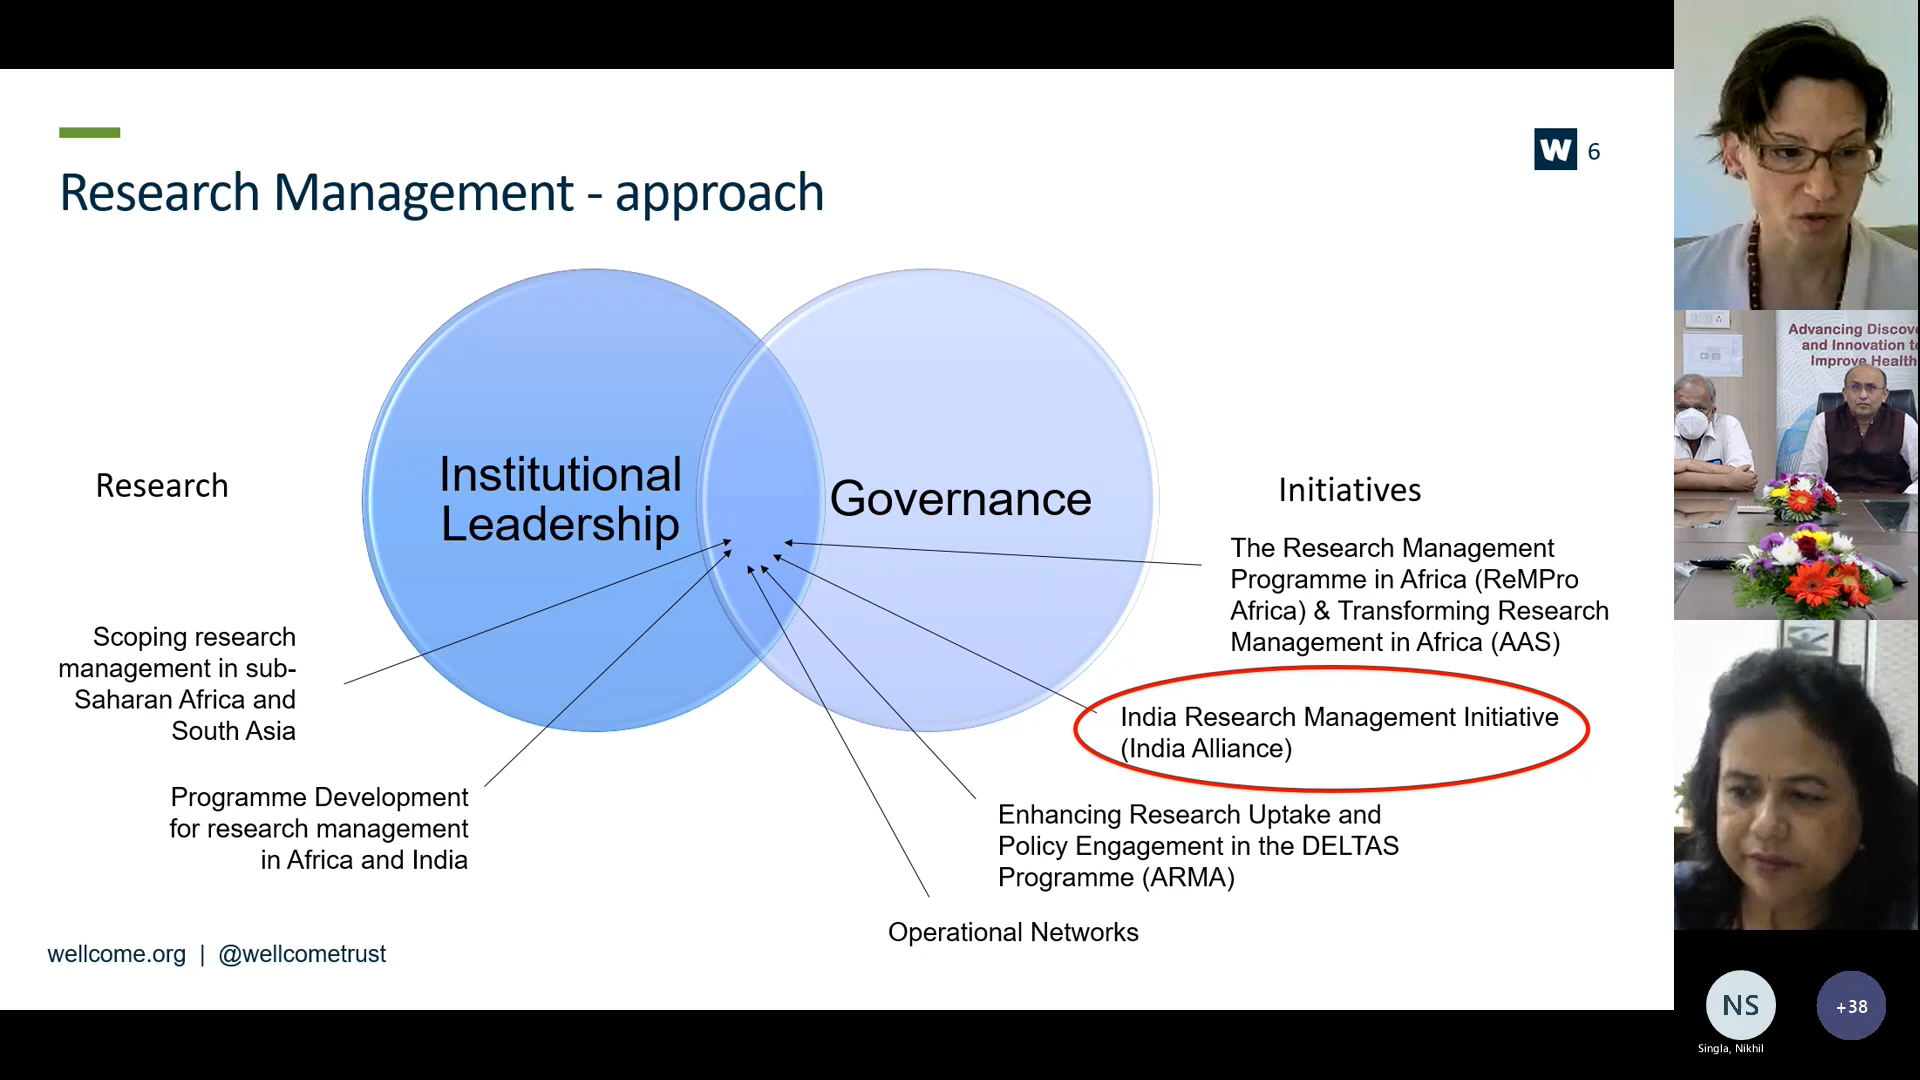 W 6
Research Management - approach
Institutional
Leadership
Governance
Research
Scoping research
management in sub-
Saharan Africa and
South Asia
Programme Development
for research management
in Africa and India
Initiatives
The Research Management
Programme in Africa (ReMPro
Africa) & Transforming Research
Management in Africa (AAS)
India Research Management Initiative
(India Alliance)
Enhancing Research Uptake and
Policy Engagement in the DELTAS
Programme (ARMA)
Operational Networks
wellcome.org | @wellcometrust
Advancing Discove
and Innovation to
Improve Health
NS
Singla, Nikhil
+38